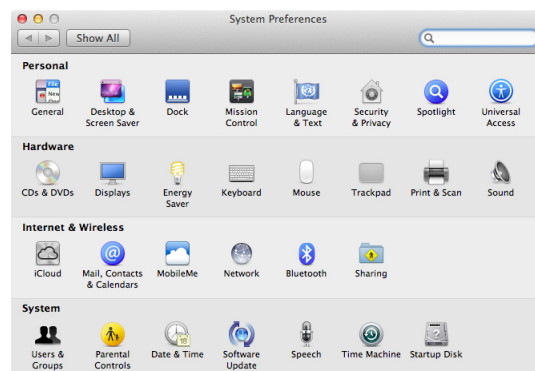 System Preferences
Show All
Personal
General
Desktop & Screen Saver
Dock
Mission Control
Language & Text
Security & Privacy
Spotlight
Universal Access
Hardware
CDs & DVDs
Displays
Energy Saver
Keyboard
Mouse
Trackpad
Print & Scan
Sound
Internet & Wireless
iCloud
Mail, Contacts & Calendars
MobileMe
Network
Bluetooth
Sharing
System
Users & Groups
Parental Controls
Date & Time
Software Update
Speech
Time Machine
Startup Disk